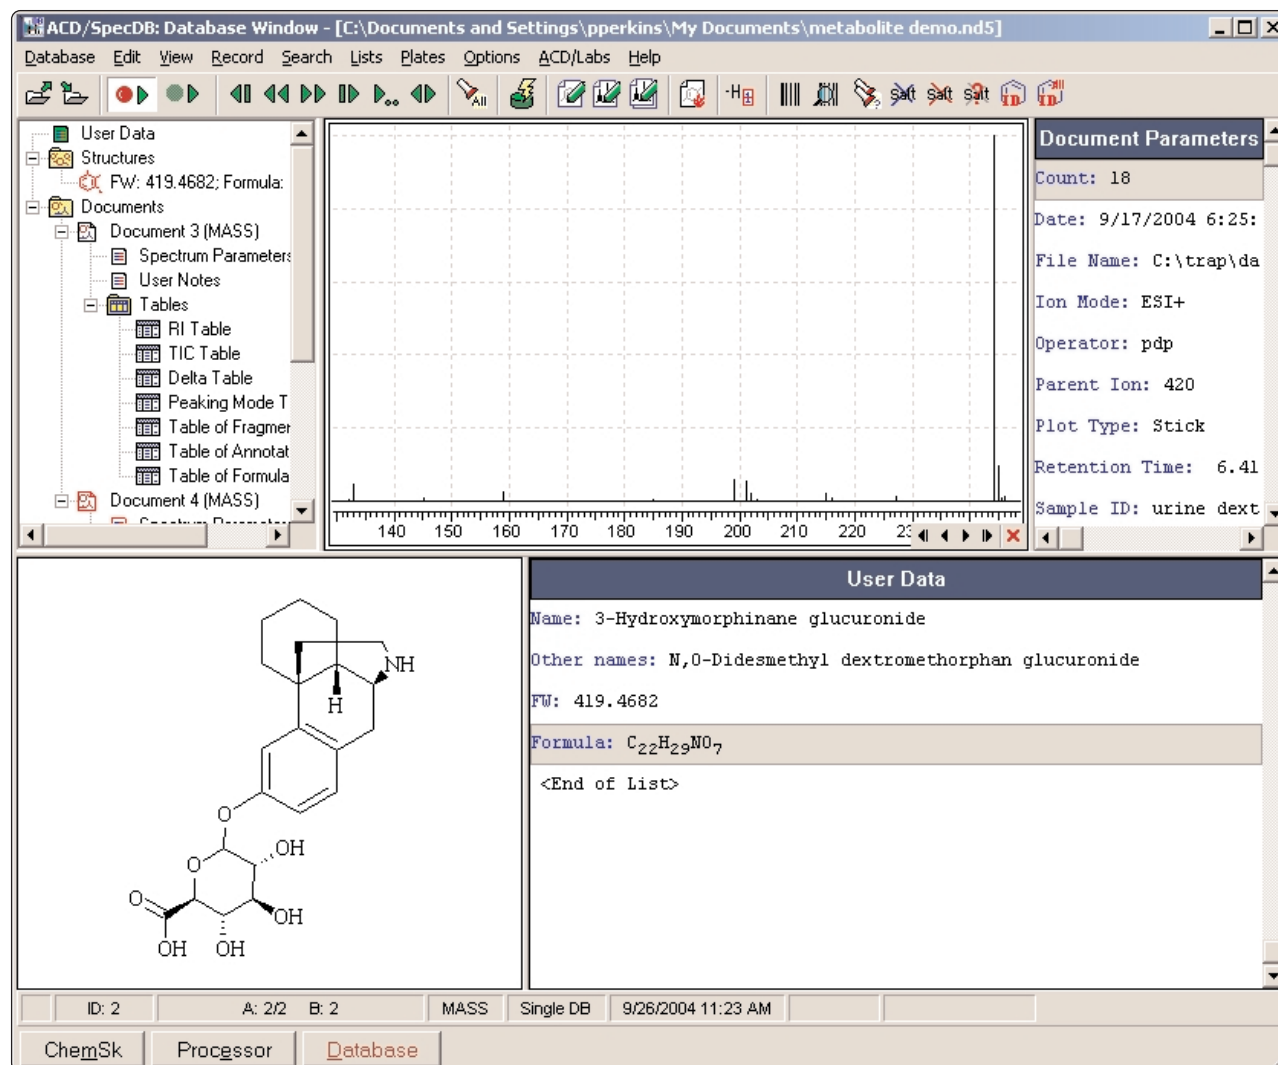 ACD/SpecDB: Database Window - [C:\Documents and Settings\pperkins\My Documents\metabolite demo.nd5]
Database Edit View Record Search Lists Plates Options ACD/Labs Help
All -H Salt Salt Salt ID ID
User Data
Structures
FW: 419.4682; Formula:
Documents
Document 3 (MASS)
Spectrum Parameters
User Notes
Tables
RI Table
TIC Table
Delta Table
Peaking Mode T
Table of Fragmer
Table of Annotat
Table of Formula
Document 4 (MASS)
140 150 160 170 180 190 200 210 220 23
Document Parameters
Count: 18
Date: 9/17/2004 6:25:
File Name: C:\trap\da
Ion Mode: ESI+
Operator: pdp
Parent Ion: 420
Plot Type: Stick
Retention Time: 6.41
Sample ID: urine dext
NH
H
O
O
OH
O
OH
OH
OH
User Data
Name: 3-Hydroxymorphinane glucuronide
Other names: N,O-Didesmethyl dextromethorphan glucuronide
FW: 419.4682
Formula: C22H29NO7
<End of List>
ID: 2 A: 2/2 B: 2 MASS Single DB 9/26/2004 11:23 AM
ChemSk Processor Database